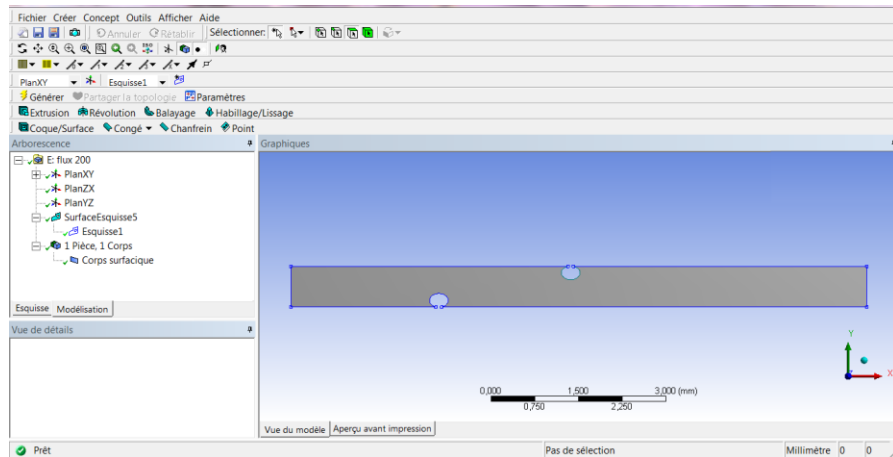 Fichier Créer Concept Outils Afficher Aide
Annuler Rétablir Sélectionner:
PlanXY Esquisse1
Générer Partager la topologie Paramètres
Extrusion Révolution Balayage Habillage/Lissage
Coque/Surface Congé Chanfrein Point
Arborescence
E: flux 200
PlanXY
PlanZX
PlanYZ
SurfaceEsquisse5
Esquisse1
1 Pièce, 1 Corps
Corps surfacique
Esquisse Modélisation
Vue de détails
Graphiques
Y
X
0,000 1,500 3,000 (mm)
0,750 2,250
Vue du modèle Aperçu avant impression
Prêt Pas de sélection Millimètre 0 0